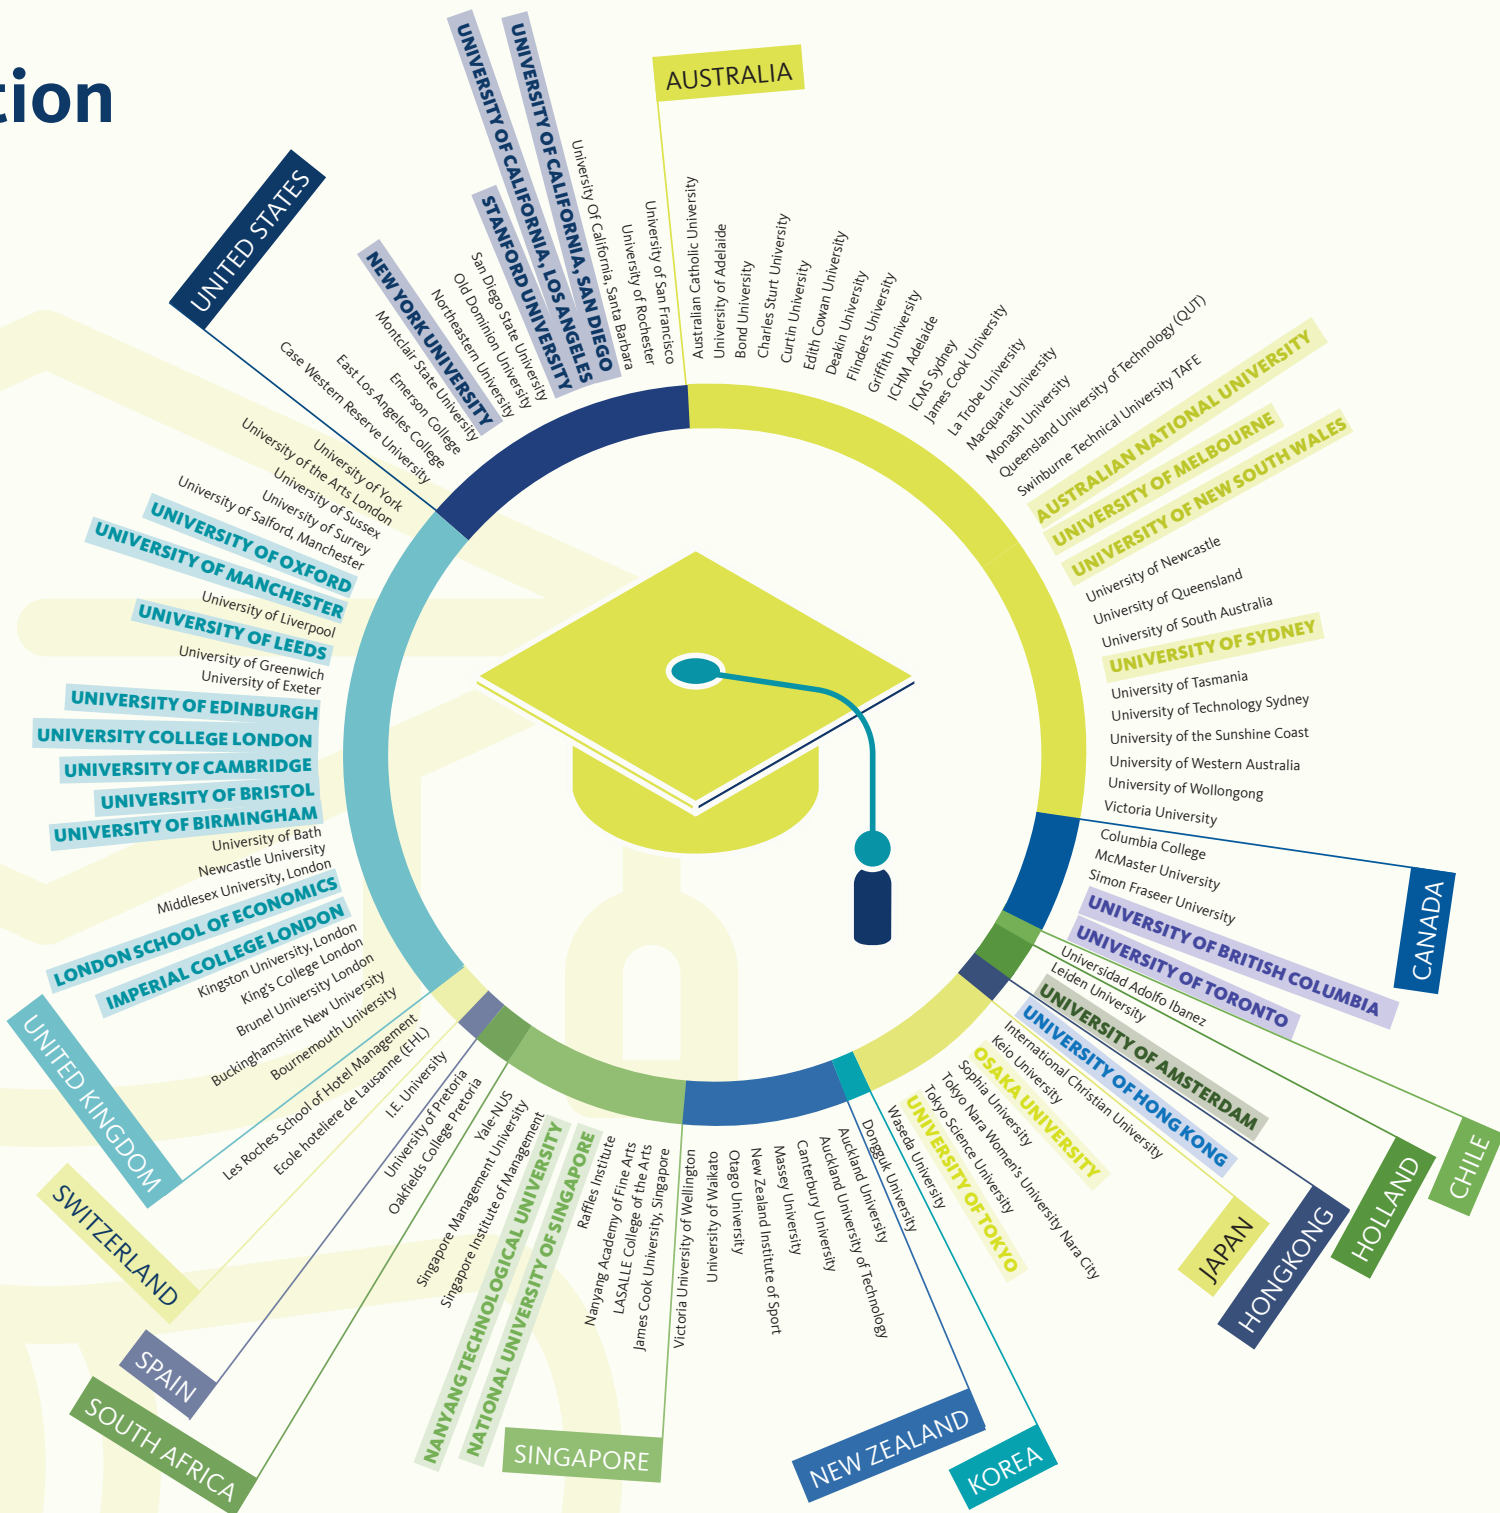 tion
AUSTRALIA
Australian Catholic University
University of Adelaide
Bond University
Charles Sturt University
Curtin University
Edith Cowan University
Deakin University
Flinders University
Griffith University
ICHM Adelaide
ICMS Sydney
James Cook University
La Trobe University
Macquarie University
Monash University
Queensland University of Technology (QUT)
Swinburne Technical University TAFE
AUSTRALIAN NATIONAL UNIVERSITY
UNIVERSITY OF MELBOURNE
UNIVERSITY OF NEW SOUTH WALES
University of Newcastle
University of Queensland
University of South Australia
UNIVERSITY OF SYDNEY
University of Tasmania
University of Technology Sydney
University of the Sunshine Coast
University of Western Australia
University of Wollongong
Victoria University
CANADA
Columbia College
McMaster University
Simon Fraseer University
UNIVERSITY OF BRITISH COLUMBIA
UNIVERSITY OF TORONTO
CHILE
Universidad Adolfo Ibanez
HOLLAND
Leiden University
UNIVERSITY OF AMSTERDAM
HONGKONG
UNIVERSITY OF HONG KONG
JAPAN
International Christian University
Keio University
OSAKA UNIVERSITY
Sophia University
Tokyo Nara Women's University Nara City
Tokyo Science University
UNIVERSITY OF TOKYO
Waseda University
KOREA
Dongguk University
NEW ZEALAND
Auckland University
Auckland University of Technology
Canterbury University
Massey University
New Zealand Institute of Sport
Otago University
University of Waikato
Victoria University of Wellington
SINGAPORE
James Cook University, Singapore
LASALLE College of the Arts
Nanyang Academy of Fine Arts
Raffles Institute
NATIONAL UNIVERSITY OF SINGAPORE
NANYANG TECHNOLOGICAL UNIVERSITY
Singapore Institute of Management
Singapore Management University
Yale-NUS
SOUTH AFRICA
Oakfields College Pretoria
University of Pretoria
SPAIN
I.E. University
SWITZERLAND
Ecole hoteliere de Lausanne (EHL)
Les Roches School of Hotel Management
UNITED KINGDOM
Bournemouth University
Buckinghamshire New University
Brunel University London
King's College London
Kingston University, London
IMPERIAL COLLEGE LONDON
LONDON SCHOOL OF ECONOMICS
Middlesex University, London
Newcastle University
University of Bath
UNIVERSITY OF BIRMINGHAM
UNIVERSITY OF BRISTOL
UNIVERSITY OF CAMBRIDGE
UNIVERSITY COLLEGE LONDON
UNIVERSITY OF EDINBURGH
University of Exeter
University of Greenwich
UNIVERSITY OF LEEDS
University of Liverpool
UNIVERSITY OF MANCHESTER
UNIVERSITY OF OXFORD
University of Salford, Manchester
University of Surrey
University of Sussex
University of the Arts London
University of York
UNITED STATES
Case Western Reserve University
East Los Angeles College
Emerson College
Montclair State University
NEW YORK UNIVERSITY
Northeastern University
Old Dominion University
San Diego State University
STANFORD UNIVERSITY
UNIVERSITY OF CALIFORNIA, LOS ANGELES
UNIVERSITY OF CALIFORNIA, SAN DIEGO
University Of California, Santa Barbara
University of Rochester
University of San Francisco